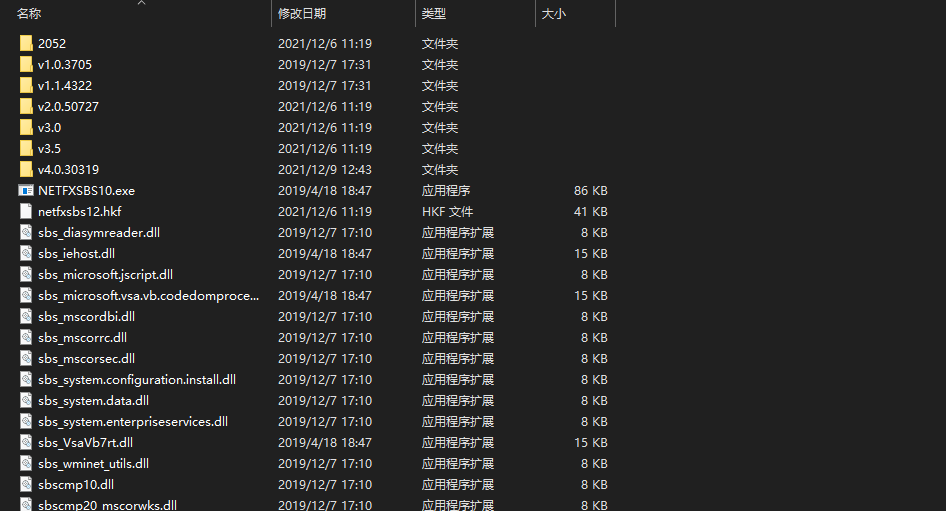 名称 修改日期 类型 大小
2052 2021/12/6 11:19 文件夹
v1.0.3705 2019/12/7 17:31 文件夹
v1.1.4322 2019/12/7 17:31 文件夹
v2.0.50727 2021/12/6 11:19 文件夹
v3.0 2021/12/6 11:19 文件夹
v3.5 2021/12/6 11:19 文件夹
v4.0.30319 2021/12/9 12:43 文件夹
NETFXSBS10.exe 2019/4/18 18:47 应用程序 86 KB
netfxsbs12.hkf 2021/12/6 11:19 HKF 文件 41 KB
sbs_diasymreader.dll 2019/12/7 17:10 应用程序扩展 8 KB
sbs_iehost.dll 2019/4/18 18:47 应用程序扩展 15 KB
sbs_microsoft.jscript.dll 2019/12/7 17:10 应用程序扩展 8 KB
sbs_microsoft.vsa.vb.codedomproce... 2019/4/18 18:47 应用程序扩展 15 KB
sbs_mscordbi.dll 2019/12/7 17:10 应用程序扩展 8 KB
sbs_mscorrc.dll 2019/12/7 17:10 应用程序扩展 8 KB
sbs_mscorsec.dll 2019/12/7 17:10 应用程序扩展 8 KB
sbs_system.configuration.install.dll 2019/12/7 17:10 应用程序扩展 8 KB
sbs_system.data.dll 2019/12/7 17:10 应用程序扩展 8 KB
sbs_system.enterpriseservices.dll 2019/12/7 17:10 应用程序扩展 8 KB
sbs_VsaVb7rt.dll 2019/4/18 18:47 应用程序扩展 15 KB
sbs_wminet_utils.dll 2019/12/7 17:10 应用程序扩展 8 KB
sbscmp10.dll 2019/12/7 17:10 应用程序扩展 8 KB
sbscmp20_mscorwks.dll 2019/12/7 17:10 应用程序扩展 8 KB